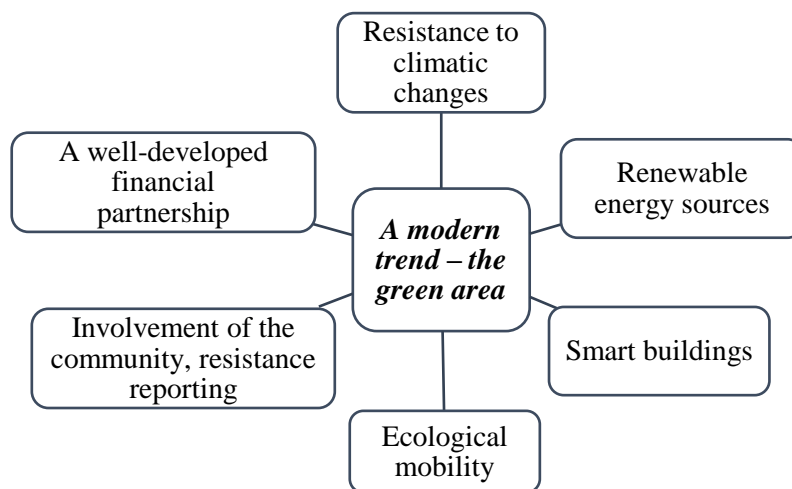 Resistance to
climatic
changes
A well-developed
financial
partnership
Renewable
energy sources
A modern
trend – the
green area
Involvement of the
community, resistance
reporting
Smart buildings
Ecological
mobility